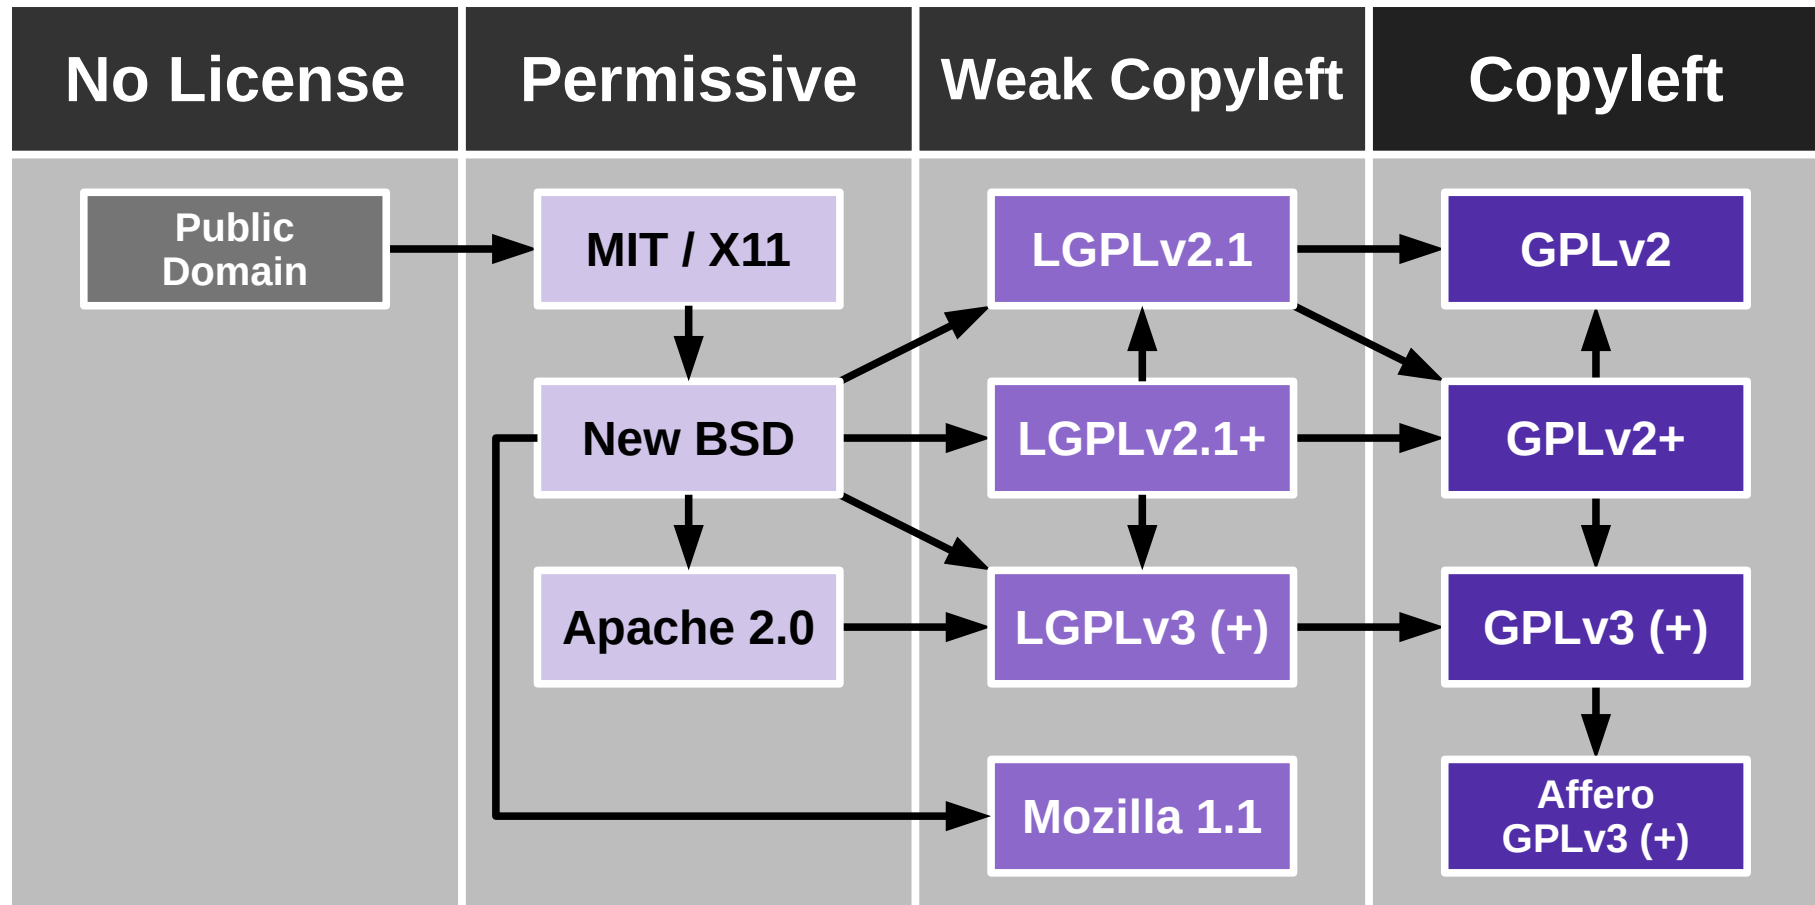 No License
Permissive
Weak Copyleft
Copyleft
Public
Domain
MIT / X11
LGPLv2.1
GPLv2
New BSD
LGPLv2.1+
GPLv2+
Apache 2.0
LGPLv3 (+)
GPLv3 (+)
Mozilla 1.1
Affero
GPLv3 (+)